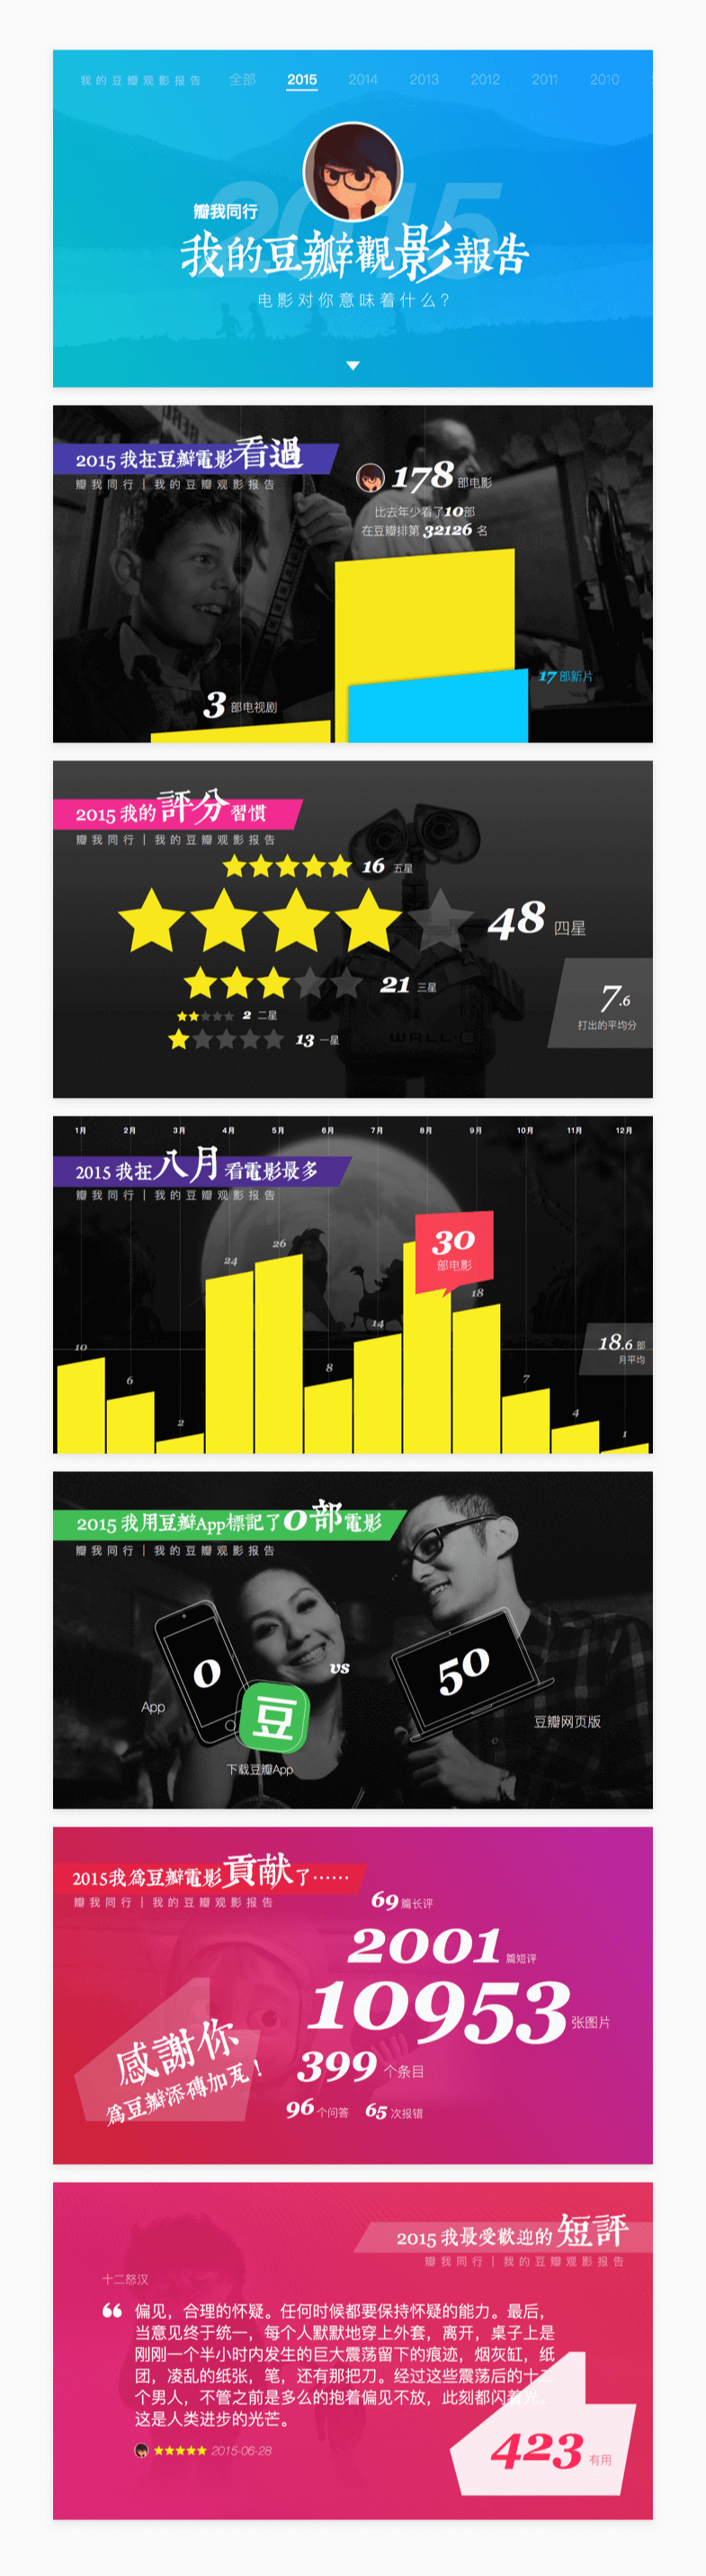 我的豆瓣观影报告 全部 2015 2014 2013 2012 2011 2010
2015
瓣我同行
我的豆瓣觀影報告
电影对你意味着什么?
2015 我在豆瓣電影看過
瓣我同行 | 我的豆瓣观影报告
178 部电影
比去年少看了10部
在豆瓣排第 32126 名
17 部新片
3 部电视剧
2015 我的評分習慣
瓣我同行 | 我的豆瓣观影报告
16 五星
48 四星
21 三星
2 二星
13 一星
7.6
打出的平均分
WALL·E
1月 2月 3月 4月 5月 6月 7月 8月 9月 10月 11月 12月
2015 我在八月看電影最多
瓣我同行 | 我的豆瓣观影报告
30
部电影
10 6 2 24 26 8 14 18 7 4 1
18.6 部
月平均
2015 我用豆瓣App標記了0部電影
瓣我同行 | 我的豆瓣观影报告
0 vs 50
App
豆
豆瓣网页版
下载豆瓣App
2015我為豆瓣電影貢献了……
瓣我同行 | 我的豆瓣观影报告
69 篇长评
2001 篇短评
10953 张图片
399 个条目
96 个问答 65 次报错
感謝你
為豆瓣添磚加瓦！
2015 我最受歡迎的短評
瓣我同行 | 我的豆瓣观影报告
十二怒汉
“ 偏见，合理的怀疑。任何时候都要保持怀疑的能力。最后，
当意见终于统一，每个人默默地穿上外套，离开，桌子上是
刚刚一个半小时内发生的巨大震荡留下的痕迹，烟灰缸，纸
团，凌乱的纸张，笔，还有那把刀。经过这些震荡后的十二
个男人，不管之前是多么的抱着偏见不放，此刻都闪着光。
这是人类进步的光芒。
2015-06-28
423 有用